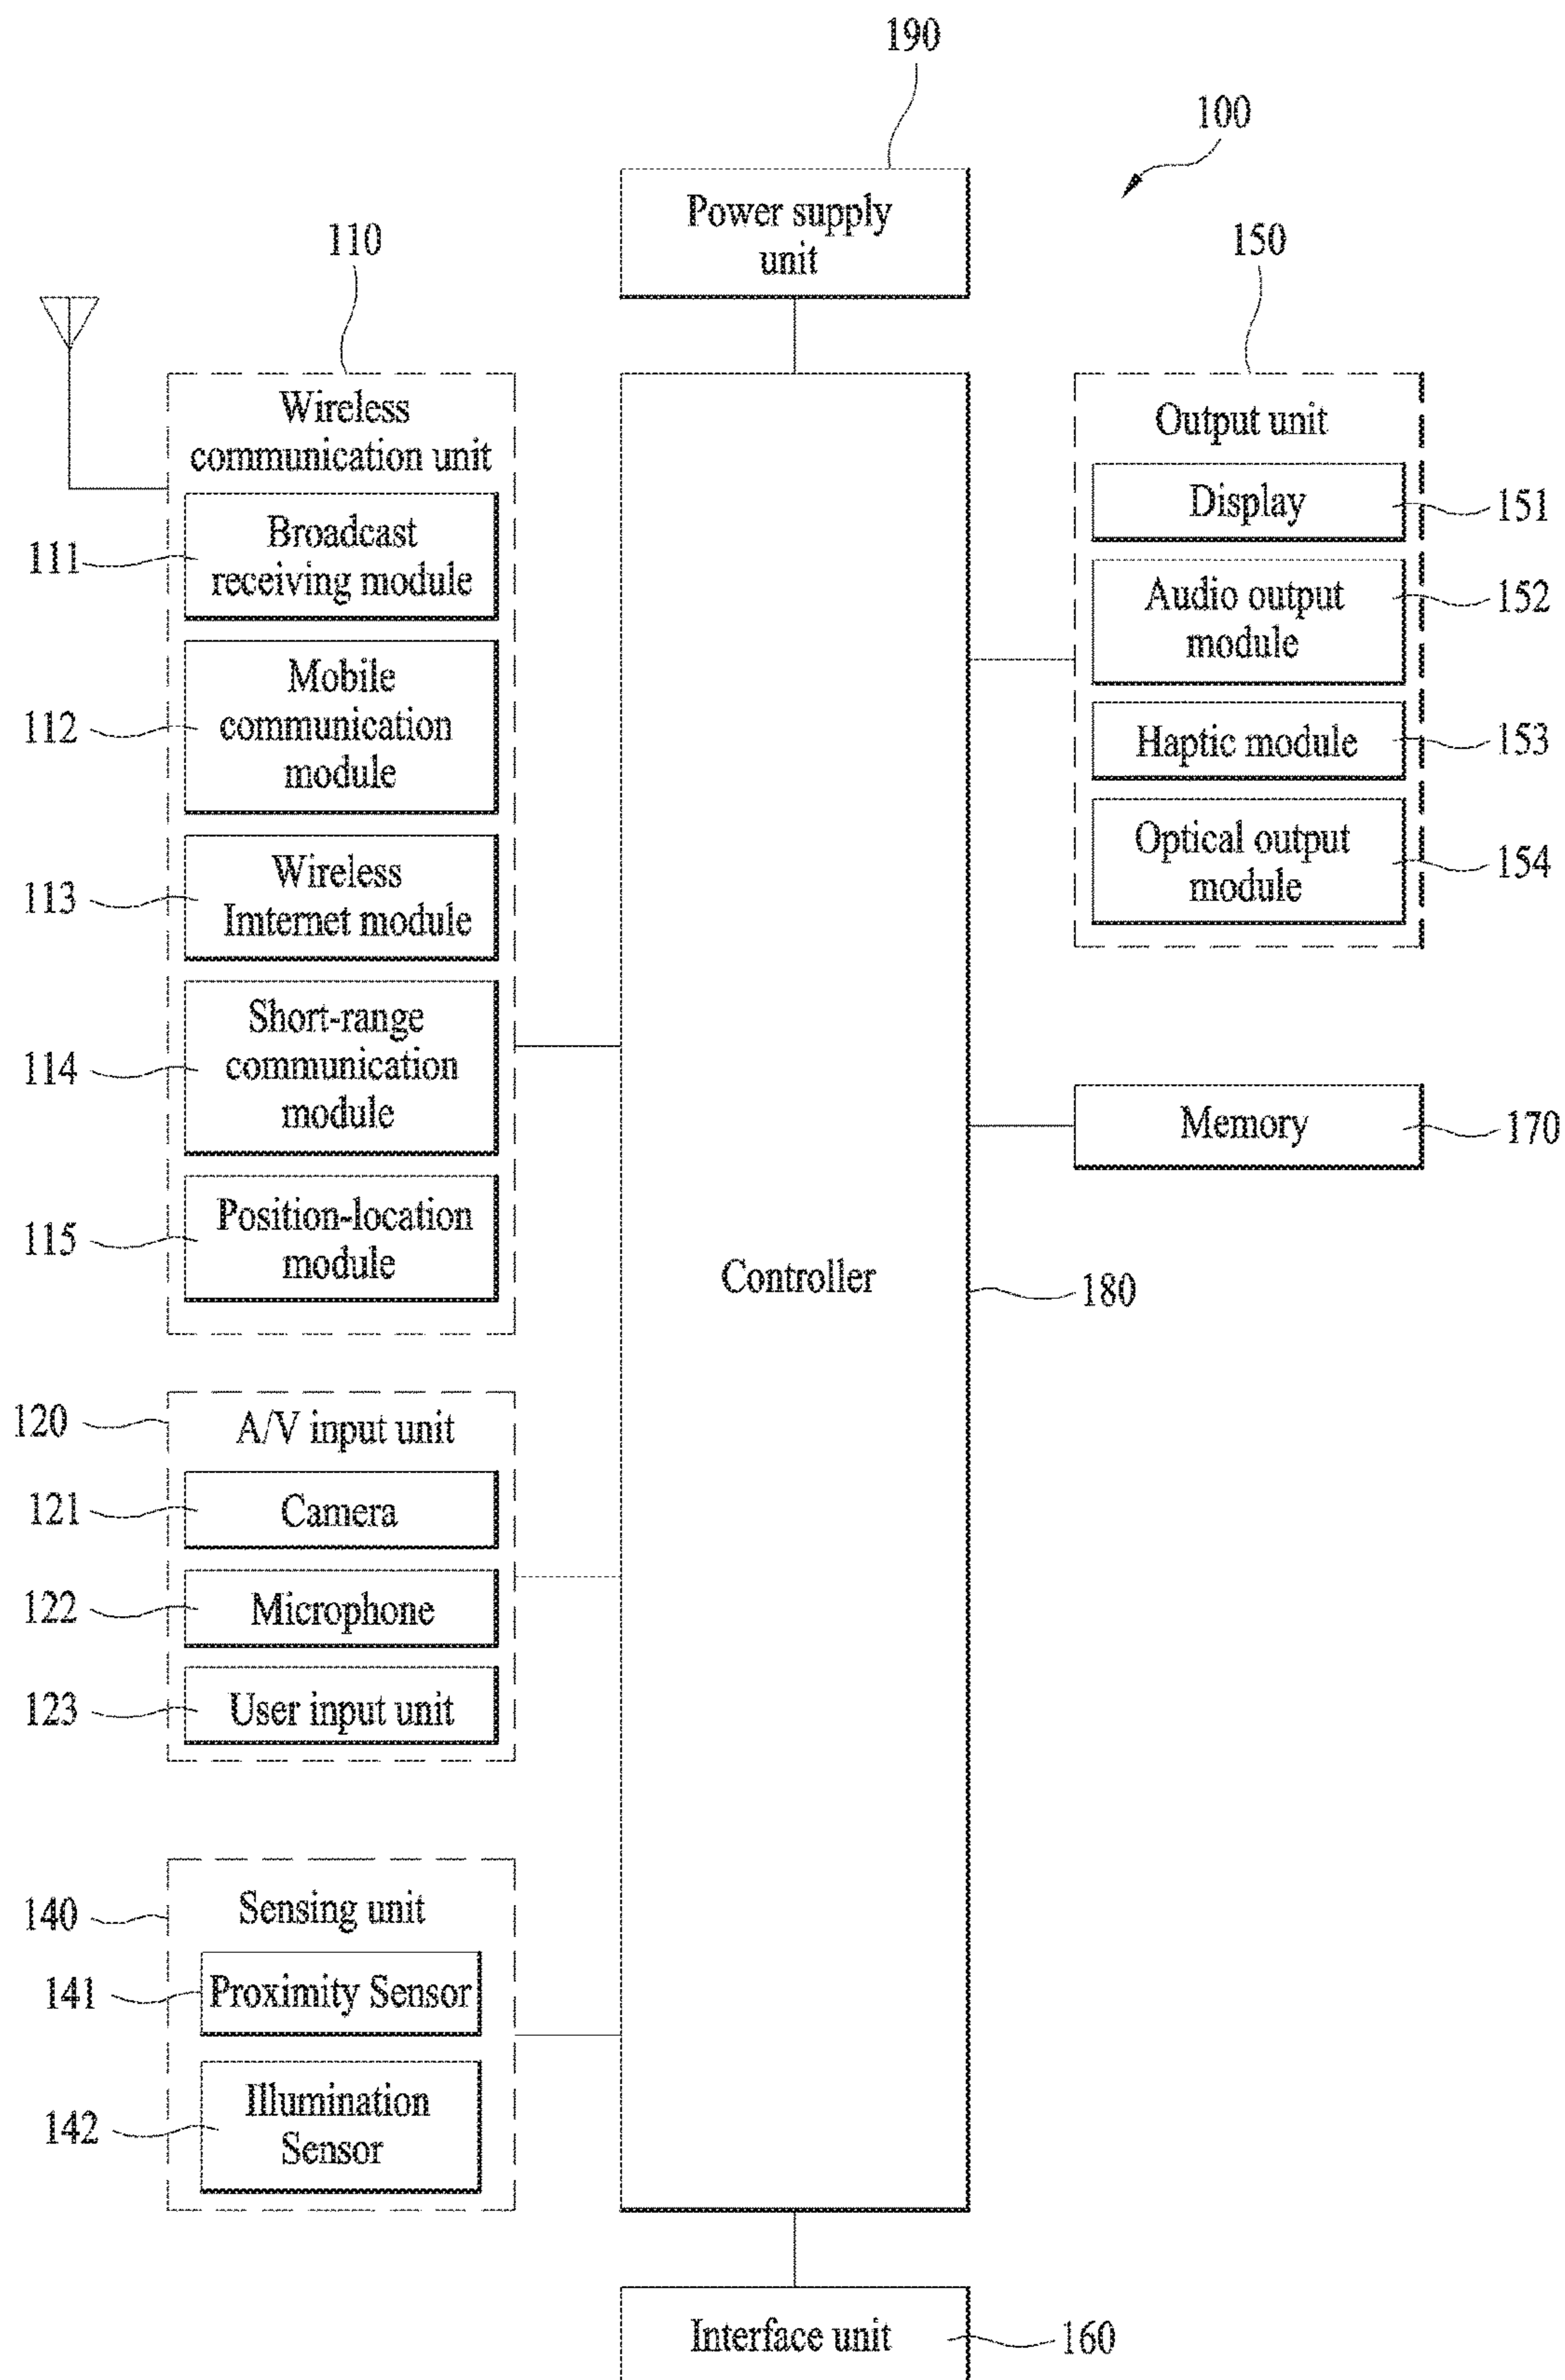 190
100
Power supply
unit
110
150
Wireless
communication unit
Output unit
111
Broadcast
receiving module
Display
151
112
Mobile
communication
module
Audio output
module
152
Haptic module
153
113
Wireless
Imternet module
Optical output
module
154
114
Short-range
communication
module
Memory
170
115
Position-location
module
Controller
180
120
A/V input unit
121
Camera
122
Microphone
123
User input unit
140
Sensing unit
141
Proximity Sensor
142
Illumination
Sensor
Interface unit
160